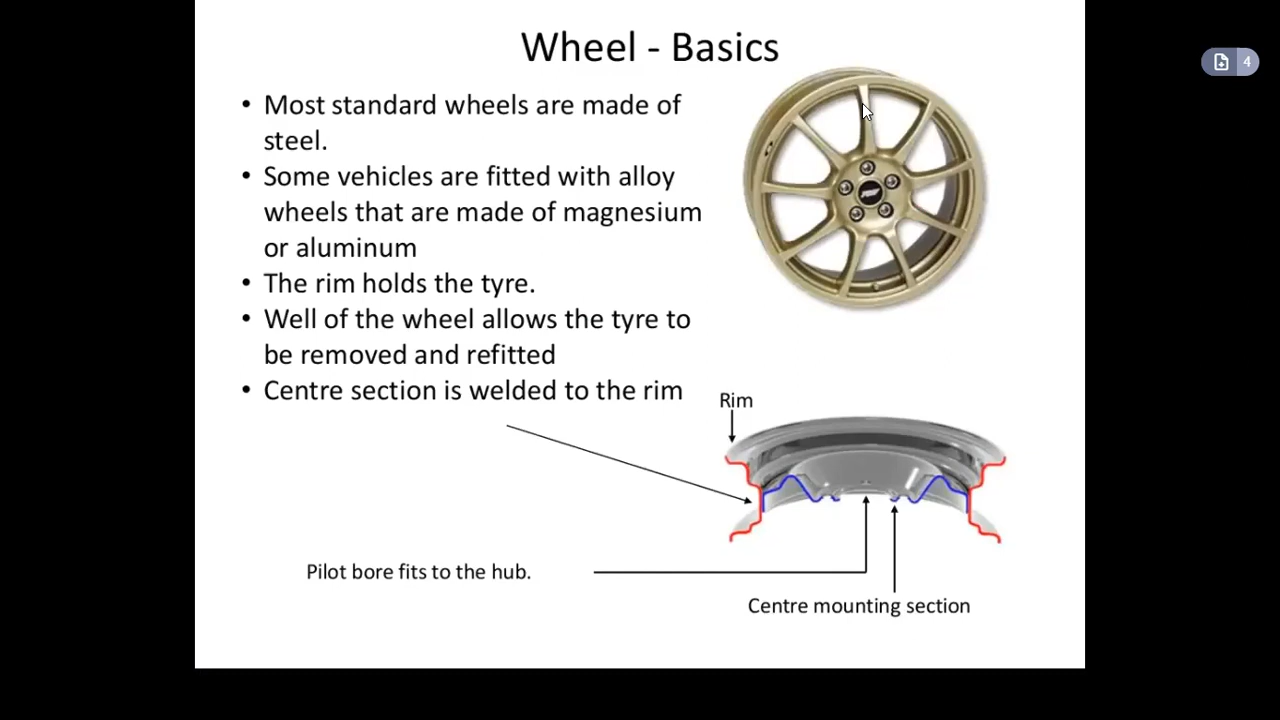 Wheel - Basics
• Most standard wheels are made of
steel.
• Some vehicles are fitted with alloy
wheels that are made of magnesium
or aluminum
• The rim holds the tyre.
• Well of the wheel allows the tyre to
be removed and refitted
• Centre section is welded to the rim
Rim
Pilot bore fits to the hub.
Centre mounting section
4